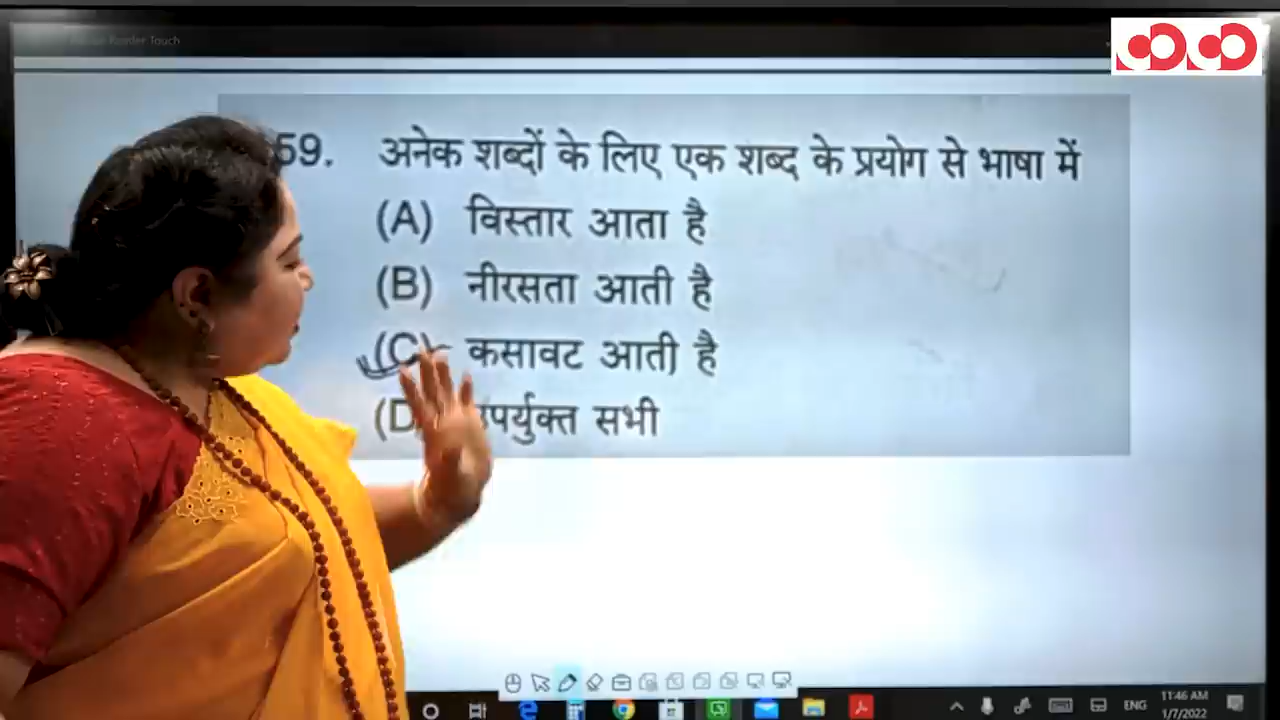 59. अनेक शब्दों के लिए एक शब्द के प्रयोग से भाषा में
(A) विस्तार आता है
(B) नीरसता आती है
(C) कसावट आती है
(D) उपर्युक्त सभी
ENG
11:46 AM
1/7/2022